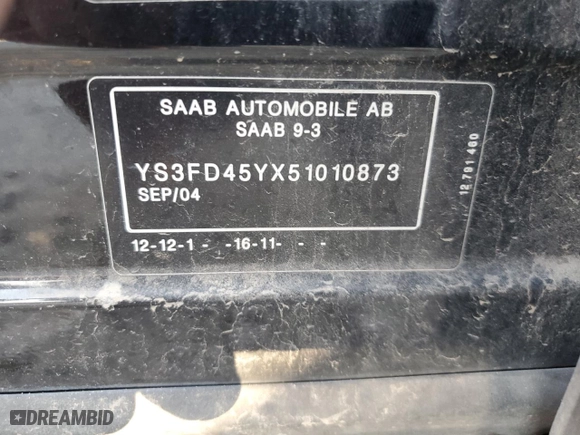 SAAB AUTOMOBILE AB
SAAB 9-3
YS3FD45YX51010873
SEP/04
12-12-1 - -16-11- - -
12 791 460
DREAMBID